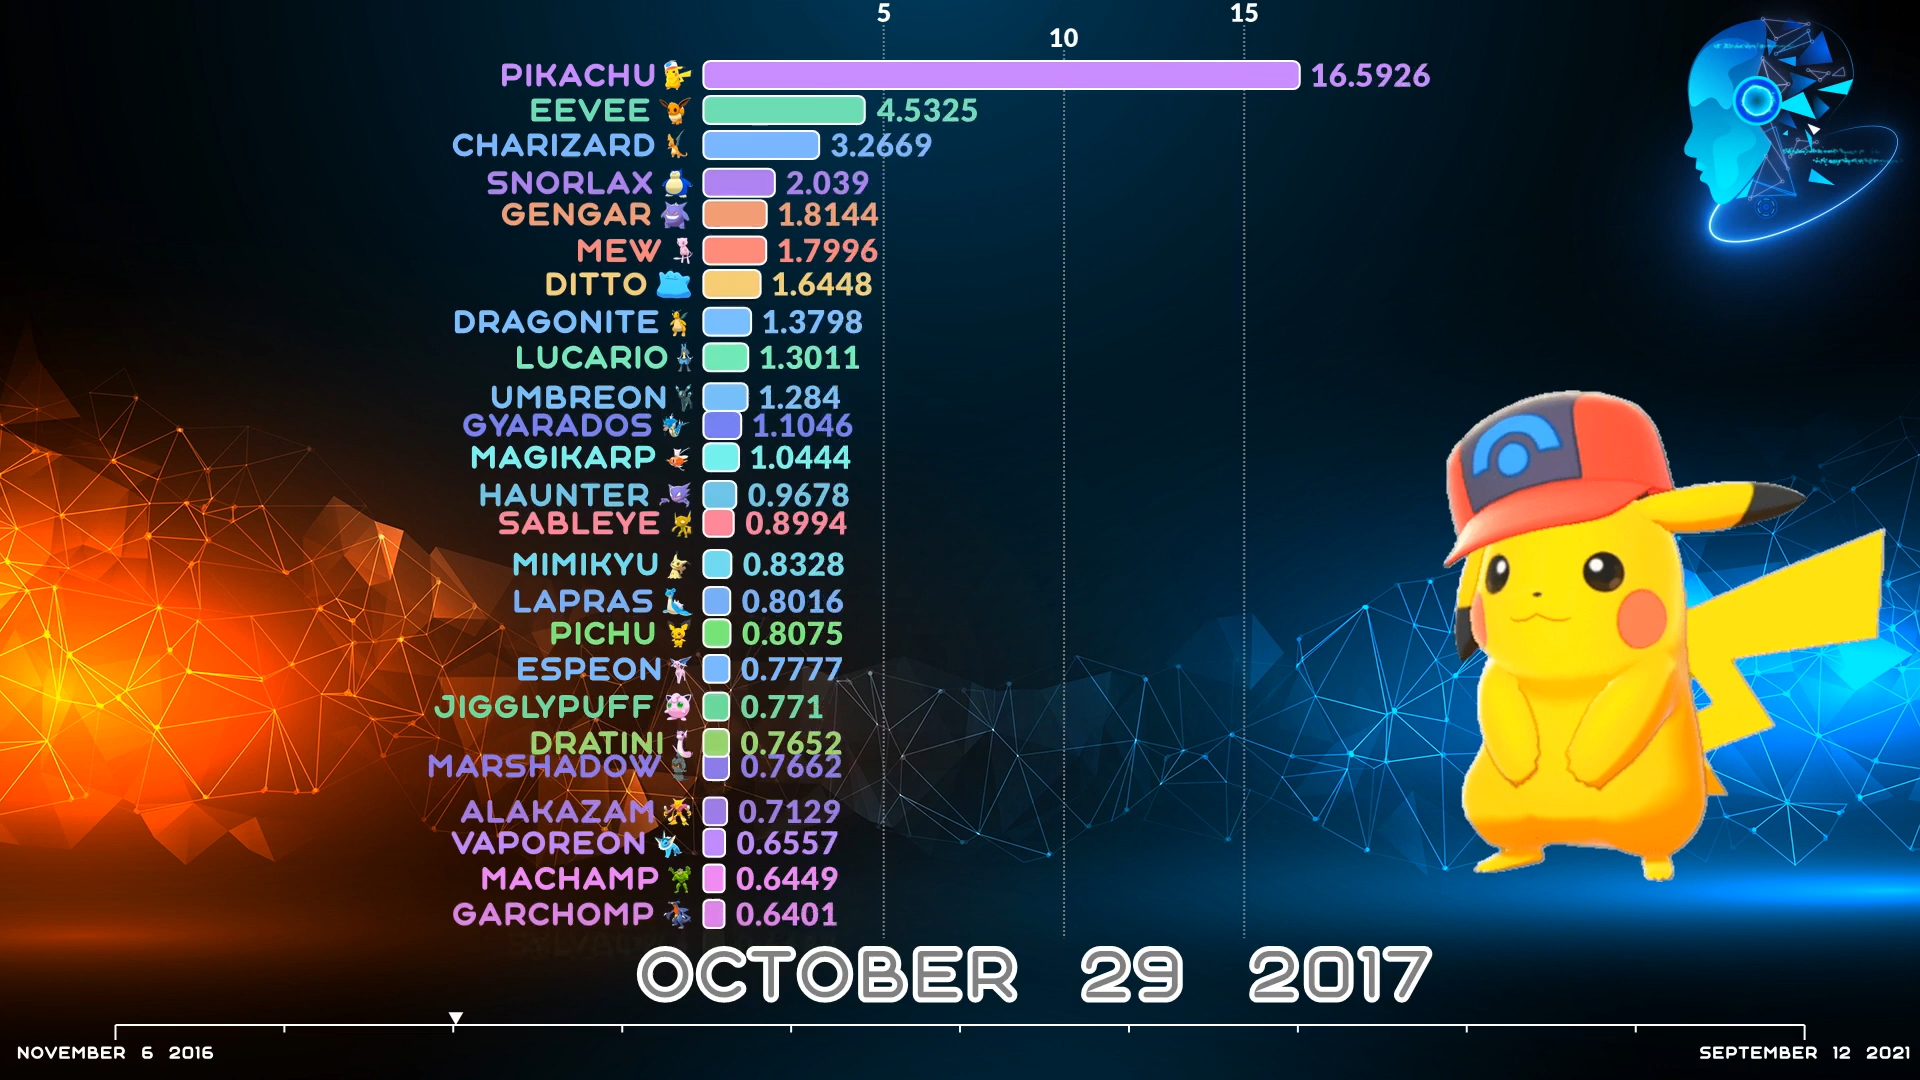 5
10
15
PIKACHU 16.5926
EEVEE 4.5325
CHARIZARD 3.2669
SNORLAX 2.039
GENGAR 1.8144
MEW 1.7996
DITTO 1.6448
DRAGONITE 1.3798
LUCARIO 1.3011
UMBREON 1.284
GYARADOS 1.1046
MAGIKARP 1.0444
HAUNTER 0.9678
SABLEYE 0.8994
MIMIKYU 0.8328
LAPRAS 0.8016
PICHU 0.8075
ESPEON 0.7777
JIGGLYPUFF 0.771
DRATINI 0.7652
MARSHADOW 0.7662
ALAKAZAM 0.7129
VAPOREON 0.6557
MACHAMP 0.6449
GARCHOMP 0.6401
OCTOBER 29 2017
NOVEMBER 6 2016
SEPTEMBER 12 2021